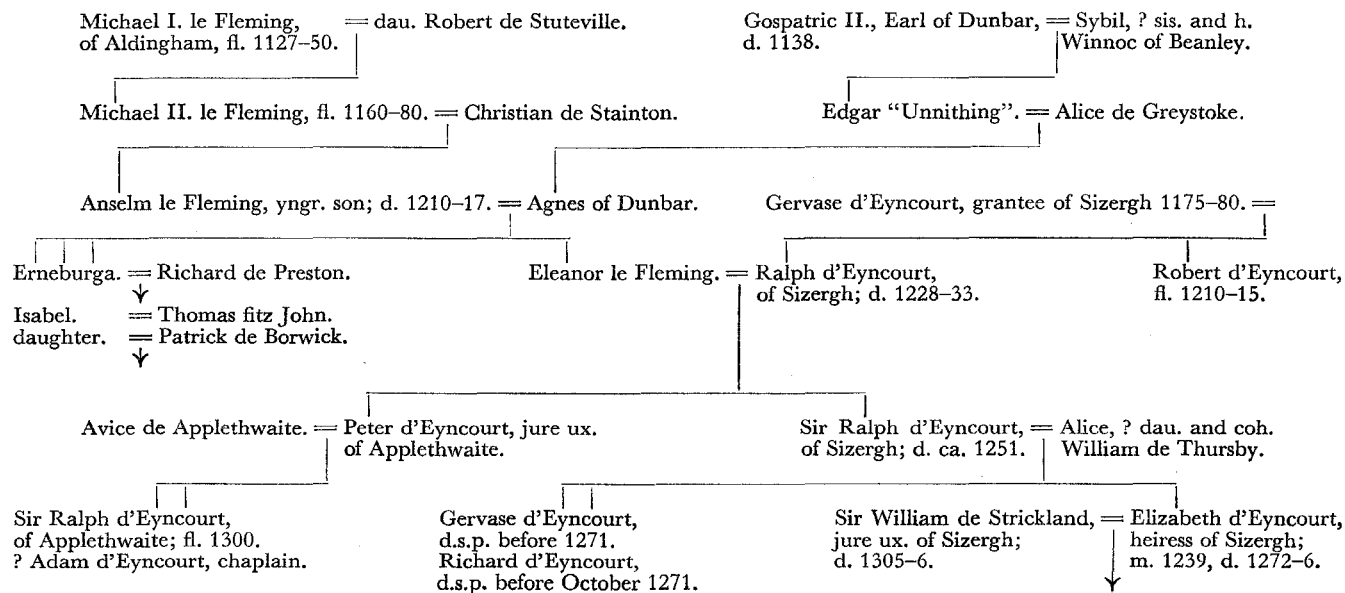 Michael I. le Fleming, = dau. Robert de Stuteville.
of Aldingham, fl. 1127–50.
Gospatric II., Earl of Dunbar, = Sybil, ? sis. and h.
d. 1138. Winnoc of Beanley.
Michael II. le Fleming, fl. 1160–80. = Christian de Stainton.
Edgar “Unnithing”. = Alice de Greystoke.
Anselm le Fleming, yngr. son; d. 1210–17. = Agnes of Dunbar.
Gervase d’Eyncourt, grantee of Sizergh 1175–80. =
Erneburga. = Richard de Preston.
Isabel. = Thomas fitz John.
daughter. = Patrick de Borwick.
Eleanor le Fleming. = Ralph d’Eyncourt,
of Sizergh; d. 1228–33.
Robert d’Eyncourt,
fl. 1210–15.
Avice de Applethwaite. = Peter d’Eyncourt, jure ux.
of Applethwaite.
Sir Ralph d’Eyncourt, = Alice, ? dau. and coh.
of Sizergh; d. ca. 1251. William de Thursby.
Sir Ralph d’Eyncourt,
of Applethwaite; fl. 1300.
? Adam d’Eyncourt, chaplain.
Gervase d’Eyncourt,
d.s.p. before 1271.
Richard d’Eyncourt,
d.s.p. before October 1271.
Sir William de Strickland, = Elizabeth d’Eyncourt,
jure ux. of Sizergh; heiress of Sizergh;
d. 1305–6. m. 1239, d. 1272–6.